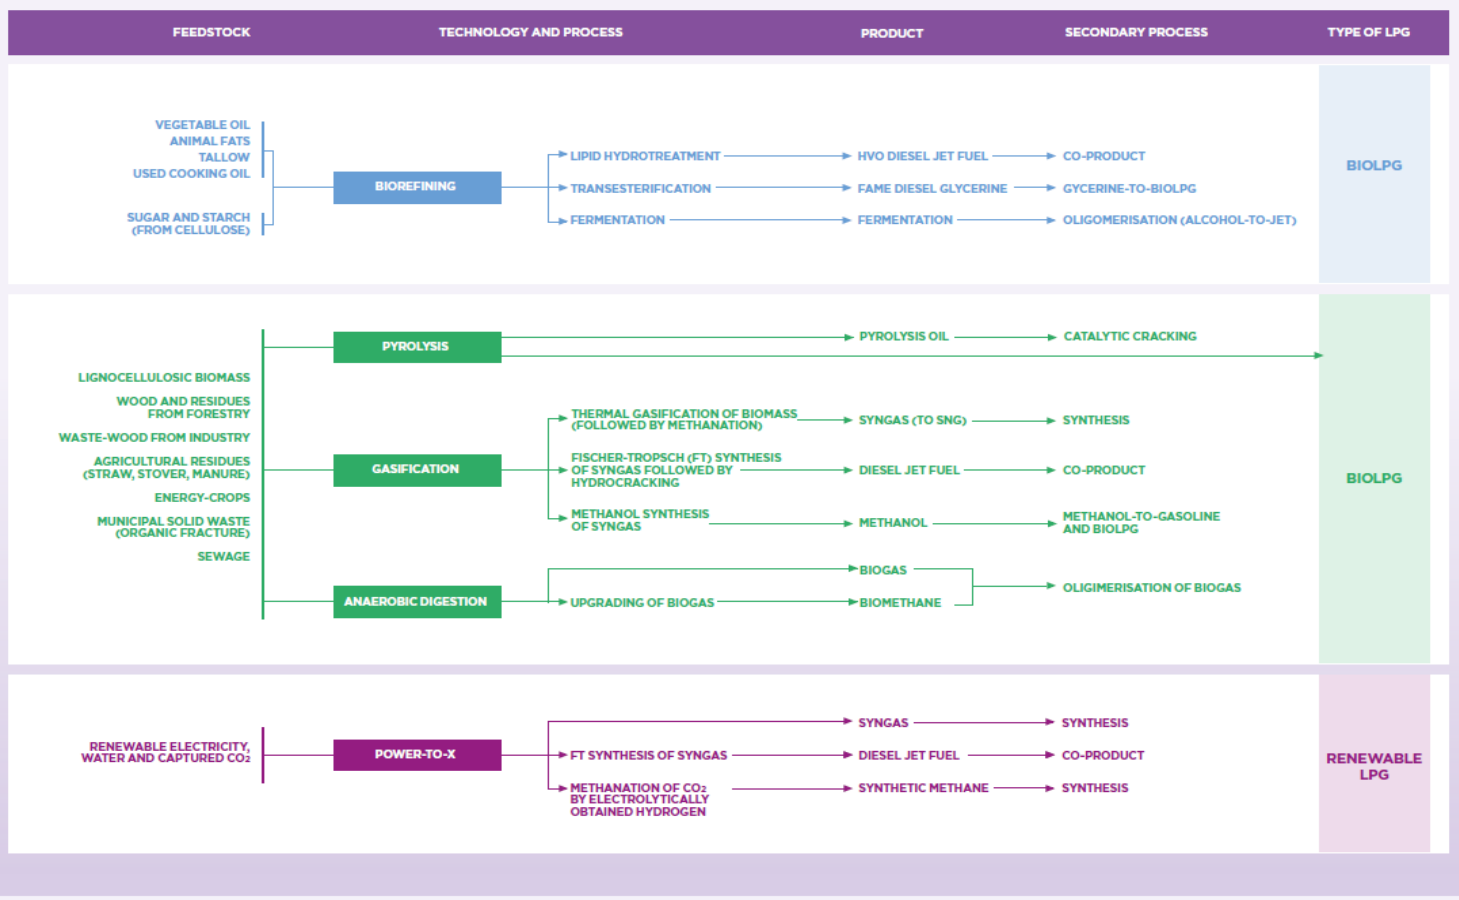 FEEDSTOCK
TECHNOLOGY AND PROCESS
PRODUCT
SECONDARY PROCESS
TYPE OF LPG
VEGETABLE OIL
ANIMAL FATS
TALLOW
USED COOKING OIL
SUGAR AND STARCH
(FROM CELLULOSE)
BIOREFINING
LIPID HYDROTREATMENT
HVO DIESEL JET FUEL
CO-PRODUCT
TRANSESTERIFICATION
FAME DIESEL GLYCERINE
GYCERINE-TO-BIOLPG
FERMENTATION
FERMENTATION
OLIGOMERISATION (ALCOHOL-TO-JET)
BIOLPG
LIGNOCELLULOSIC BIOMASS
WOOD AND RESIDUES
FROM FORESTRY
WASTE-WOOD FROM INDUSTRY
AGRICULTURAL RESIDUES
(STRAW, STOVER, MANURE)
ENERGY-CROPS
MUNICIPAL SOLID WASTE
(ORGANIC FRACTURE)
SEWAGE
PYROLYSIS
PYROLYSIS OIL
CATALYTIC CRACKING
GASIFICATION
THERMAL GASIFICATION OF BIOMASS
(FOLLOWED BY METHANATION)
SYNGAS (TO SNG)
SYNTHESIS
FISCHER-TROPSCH (FT) SYNTHESIS
OF SYNGAS FOLLOWED BY
HYDROCRACKING
DIESEL JET FUEL
CO-PRODUCT
METHANOL SYNTHESIS
OF SYNGAS
METHANOL
METHANOL-TO-GASOLINE
AND BIOLPG
ANAEROBIC DIGESTION
BIOGAS
UPGRADING OF BIOGAS
BIOMETHANE
OLIGIMERISATION OF BIOGAS
BIOLPG
RENEWABLE ELECTRICITY,
WATER AND CAPTURED CO2
POWER-TO-X
SYNGAS
SYNTHESIS
FT SYNTHESIS OF SYNGAS
DIESEL JET FUEL
CO-PRODUCT
METHANATION OF CO2
BY ELECTROLYTICALLY
OBTAINED HYDROGEN
SYNTHETIC METHANE
SYNTHESIS
RENEWABLE
LPG